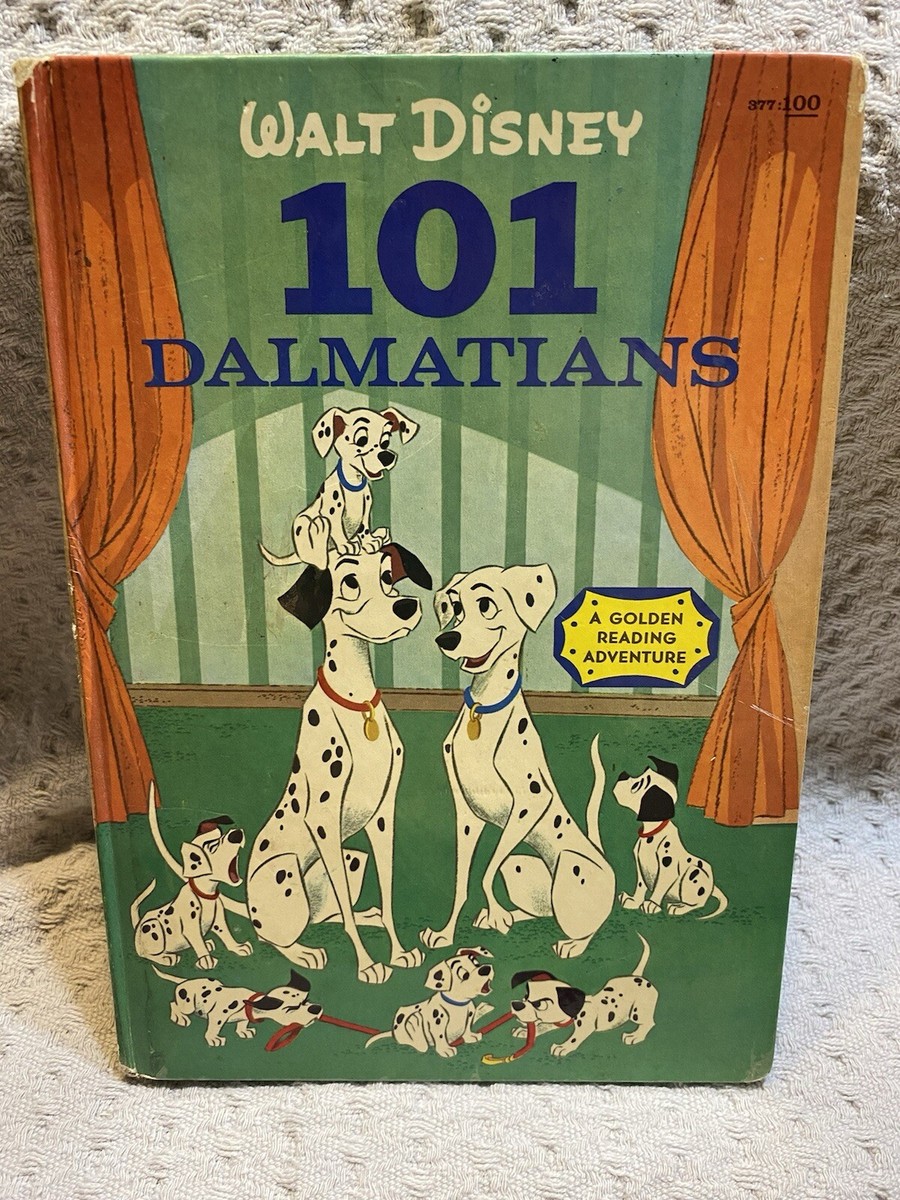 377:100
WALT DISNEY
101
DALMATIANS
A GOLDEN
READING
ADVENTURE